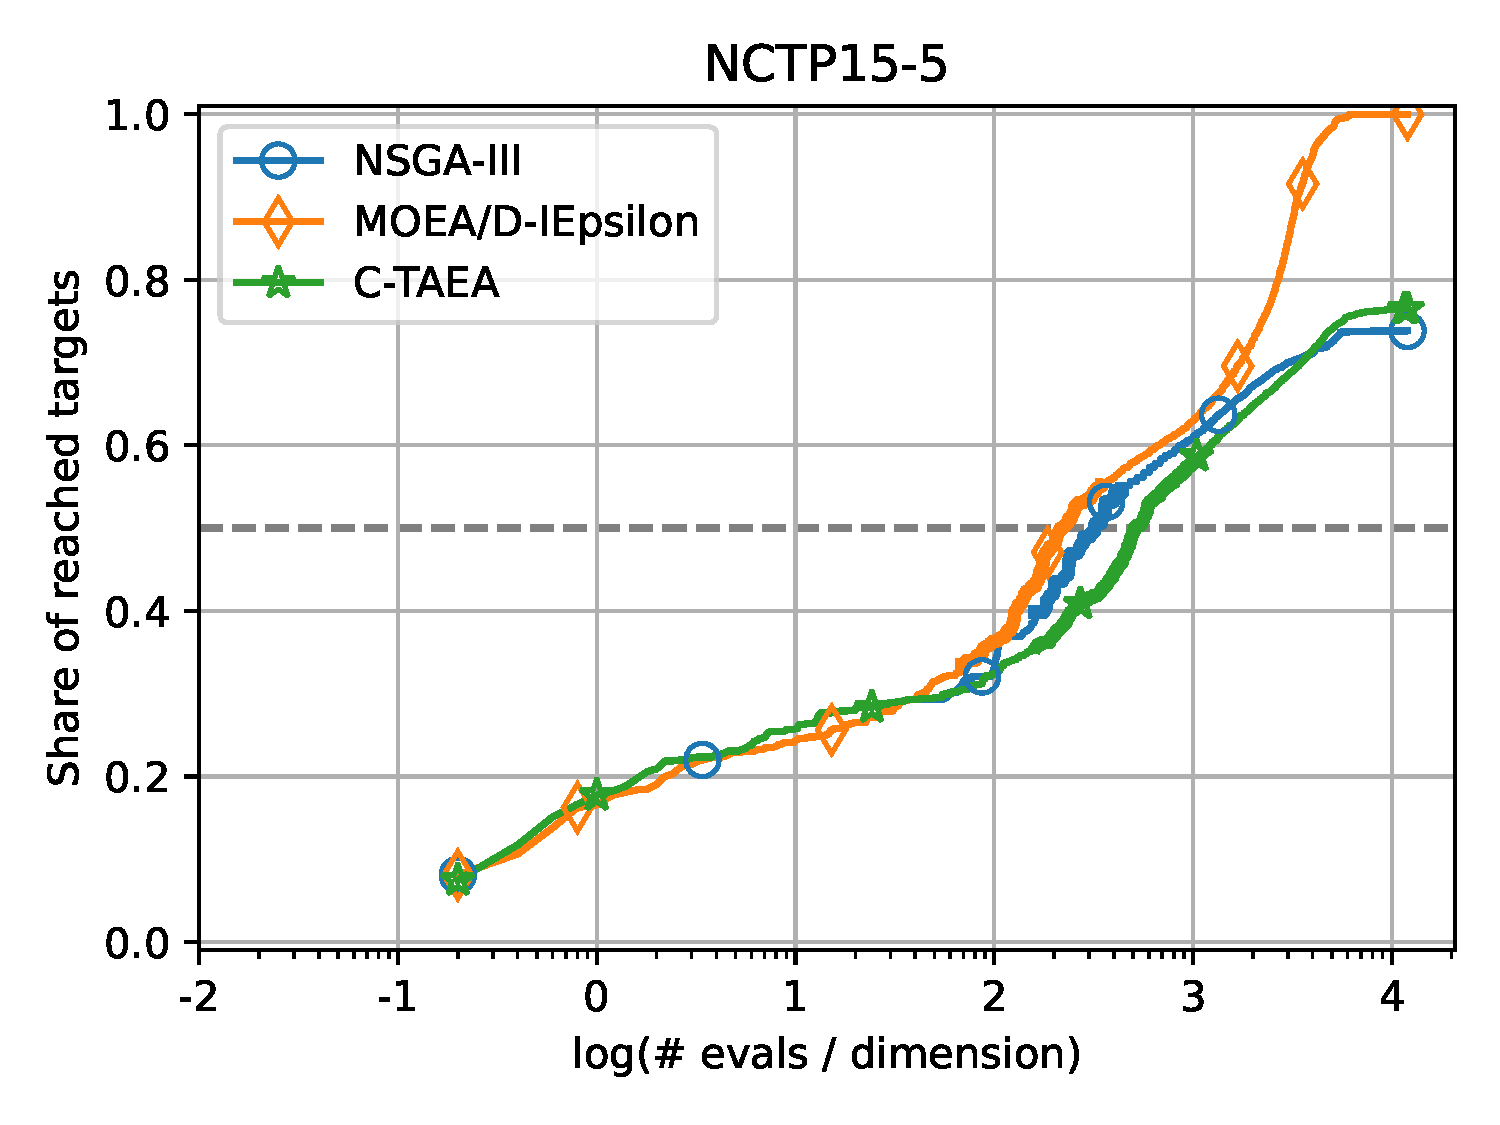 NCTP15-5
NSGA-III
MOEA/D-IEpsilon
C-TAEA
Share of reached targets
1.0
0.8
0.6
0.4
0.2
0.0
-2 -1 0 1 2 3 4
log(# evals / dimension)